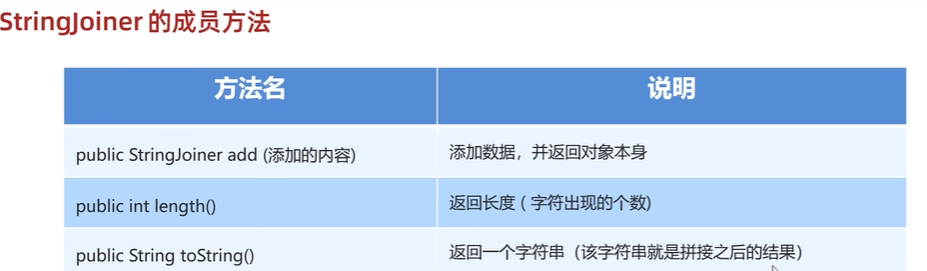 StringJoiner 的成员方法
方法名 说明
public StringJoiner add (添加的内容) 添加数据，并返回对象本身
public int length() 返回长度 ( 字符出现的个数)
public String toString() 返回一个字符串（该字符串就是拼接之后的结果）